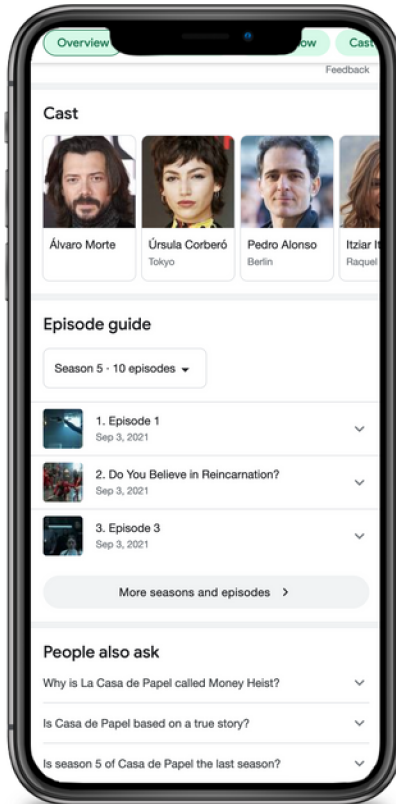 Overview
ow
Cast
Feedback
Cast
Álvaro Morte
Úrsula Corberó
Pedro Alonso
Itziar It
Tokyo
Berlin
Raquel
Episode guide
Season 5 · 10 episodes
1. Episode 1
Sep 3, 2021
2. Do You Believe in Reincarnation?
Sep 3, 2021
3. Episode 3
Sep 3, 2021
More seasons and episodes
People also ask
Why is La Casa de Papel called Money Heist?
Is Casa de Papel based on a true story?
Is season 5 of Casa de Papel the last season?